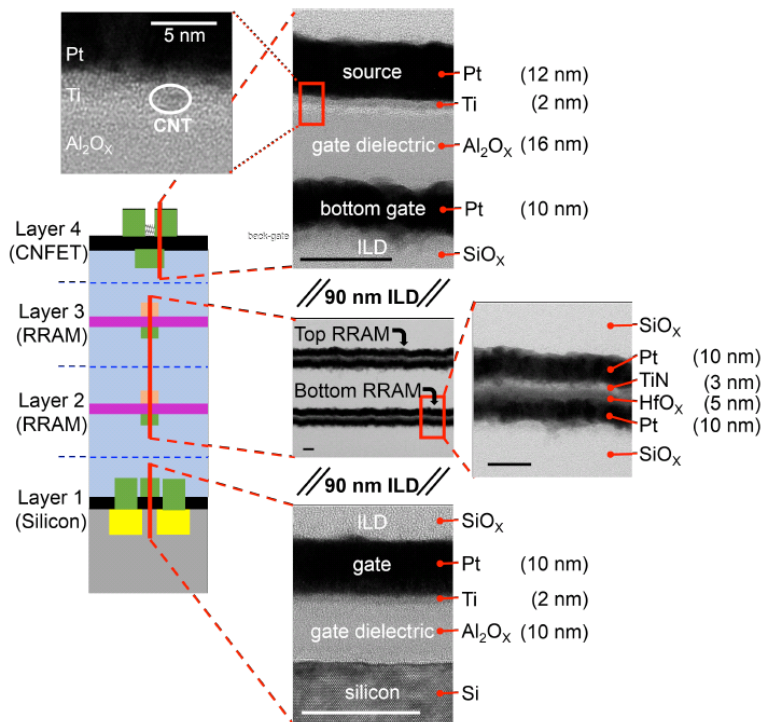 5 nm
Pt
Ti
CNT
Al2OX
source
Pt (12 nm)
Ti (2 nm)
gate dielectric
Al2OX (16 nm)
bottom gate
Pt (10 nm)
ILD
SiOX
Layer 4
(CNFET)
back-gate
Layer 3
(RRAM)
Layer 2
(RRAM)
Layer 1
(Silicon)
90 nm ILD
Top RRAM
Bottom RRAM
SiOX
Pt (10 nm)
TiN (3 nm)
HfOX (5 nm)
Pt (10 nm)
SiOX
90 nm ILD
ILD
SiOX
gate
Pt (10 nm)
Ti (2 nm)
gate dielectric
Al2OX (10 nm)
silicon
Si